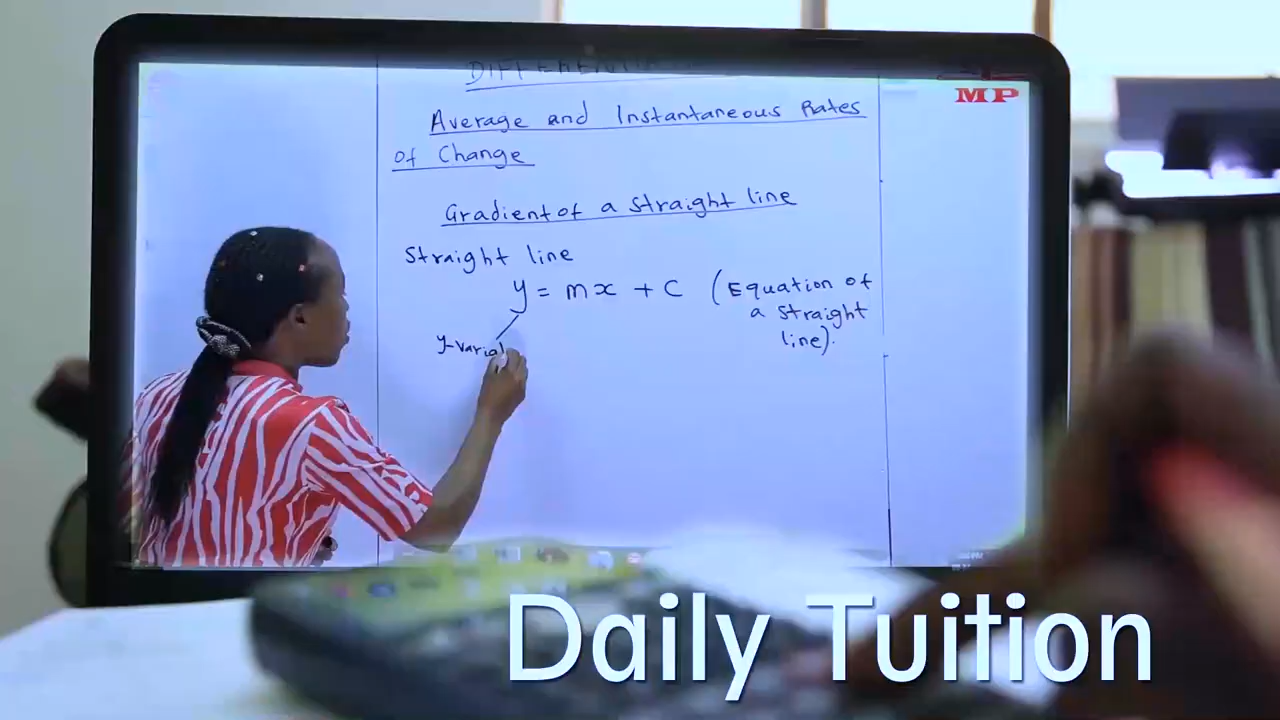 MP
Average and Instantaneous Rates
of Change
Gradient of a Straight line
Straight line
y = mx + c (Equation of
a Straight
line).
y-varia
Daily Tuition